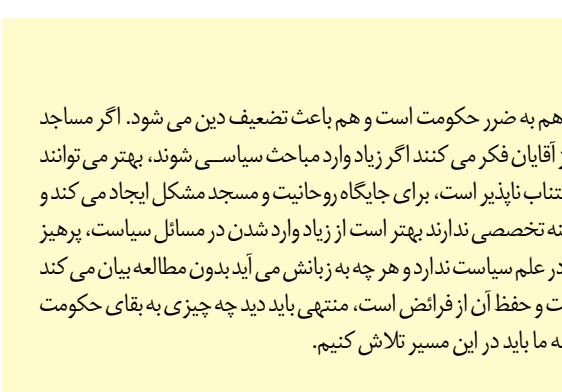 هم به ضرر حکومت است و هم باعث تضعیف دین می شود. اگر مساجد
آقایان فکر می کنند اگر زیاد وارد مباحث سیاسی شوند، بهتر می توانند
ناپذیر است، برای جایگاه روحانیت و مسجد مشکل ایجاد می کند و
تخصصی ندارند بهتر است از زیاد وارد شدن در مسائل سیاست، پرهیز
در علم سیاست ندارد و هر چه به زبانش می آید بدون مطالعه بیان می کند
و حفظ آن از فرائض است، منتهی باید دید چه چیزی به بقای حکومت
ما باید در این مسیر تلاش کنیم.